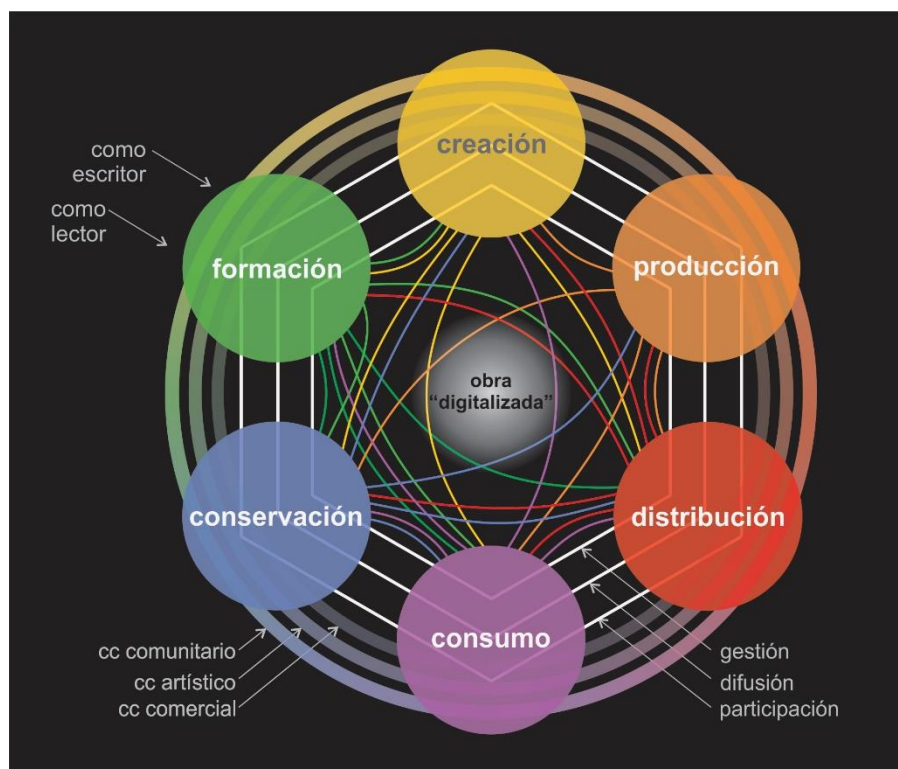 creación
como
escritor
como
lector
formación
producción
obra
“digitalizada”
conservación
distribución
consumo
cc comunitario
cc artístico
cc comercial
gestión
difusión
participación